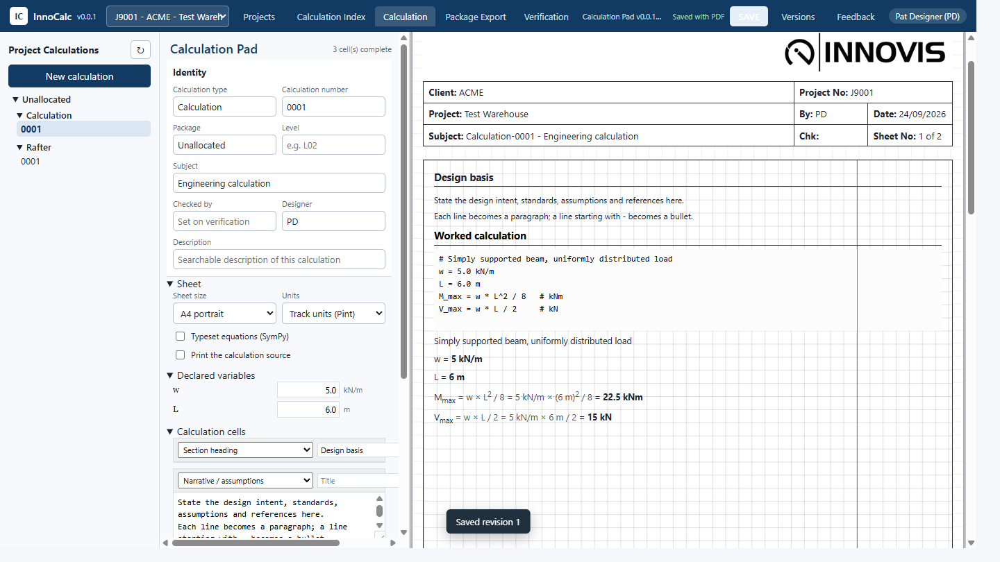 IC InnoCalc v0.0.1 J9001 - ACME - Test Wareh Projects Calculation Index Calculation Package Export Verification Calculation Pad v0.0.1... Saved with PDF SAVE Versions Feedback Pat Designer (PD)
Project Calculations ↻
New calculation
▼ Unallocated
▼ Calculation
0001
▼ Rafter
0001
Calculation Pad 3 cell(s) complete
Identity
Calculation type Calculation number
Calculation 0001
Package Level
Unallocated e.g. L02
Subject
Engineering calculation
Checked by Designer
Set on verification PD
Description
Searchable description of this calculation
▼ Sheet
Sheet size Units
A4 portrait Track units (Pint)
Typeset equations (SymPy)
Print the calculation source
▼ Declared variables
w 5.0 kN/m
L 6.0 m
▼ Calculation cells
Section heading Design basis
Narrative / assumptions Title
State the design intent, standards,
assumptions and references here.
Each line becomes a paragraph; a line
starting with - becomes a bullet.
INNOVIS
Client: ACME Project No: J9001
Project: Test Warehouse By: PD Date: 24/09/2026
Subject: Calculation-0001 - Engineering calculation Chk: Sheet No: 1 of 2
Design basis
State the design intent, standards, assumptions and references here.
Each line becomes a paragraph; a line starting with - becomes a bullet.
Worked calculation
# Simply supported beam, uniformly distributed load
w = 5.0 kN/m
L = 6.0 m
M_max = w * L^2 / 8 # kNm
V_max = w * L / 2 # kN
Simply supported beam, uniformly distributed load
w = 5 kN/m
L = 6 m
Mmax = w × L2 / 8 = 5 kN/m × (6 m)2 / 8 = 22.5 kNm
Vmax = w × L / 2 = 5 kN/m × 6 m / 2 = 15 kN
Saved revision 1